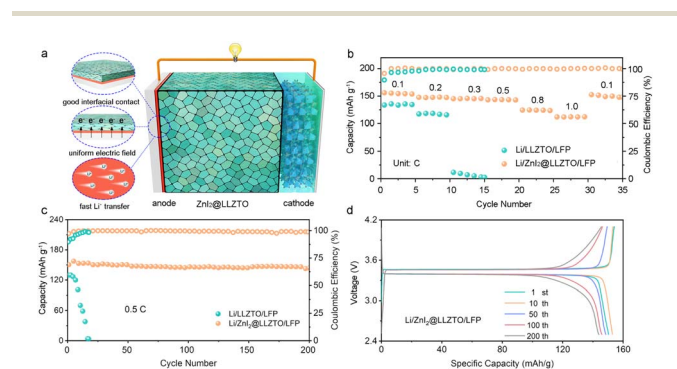 a
good interfacial contact
e⁻ e⁻ e⁻ e⁻ e⁻
uniform electric field
fast Li⁺ transfer
anode ZnI₂@LLZTO cathode
b
200
150
100
50
0
Capacity (mAh g⁻¹)
0.1 0.2 0.3 0.5 0.8 1.0 0.1
Li/LLZTO/LFP
Li/ZnI₂@LLZTO/LFP
Unit: C
100
75
50
25
0
Coulombic Efficiency (%)
0 5 10 15 20 25 30 35
Cycle Number
c
240
180
120
60
0
Capacity (mAh g⁻¹)
0.5 C
Li/LLZTO/LFP
Li/ZnI₂@LLZTO/LFP
100
75
50
25
0
Coulombic Efficiency (%)
0 50 100 150 200
Cycle Number
d
4.2
3.6
3.0
2.4
Voltage (V)
Li/ZnI₂@LLZTO/LFP
1 st
10 th
50 th
100 th
200 th
0 40 80 120 160
Specific Capacity (mAh/g)